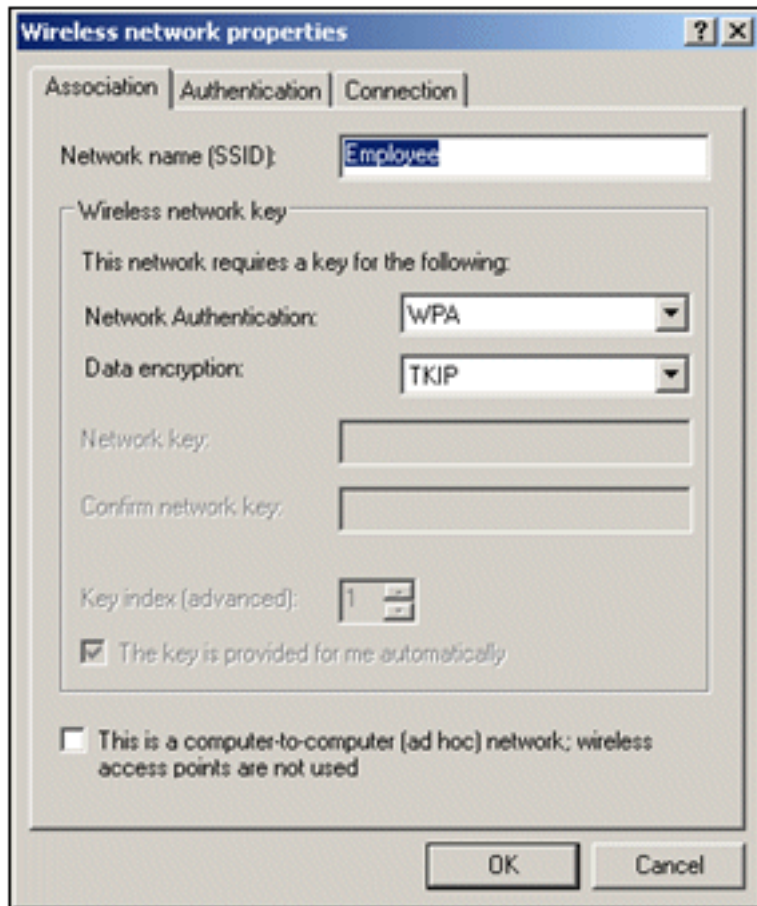 Wireless network properties
Association Authentication Connection
Network name (SSID): Employee
Wireless network key
This network requires a key for the following:
Network Authentication: WPA
Data encryption: TKIP
Network key:
Confirm network key:
Key index (advanced): 1
The key is provided for me automatically
This is a computer-to-computer (ad hoc) network; wireless
access points are not used
OK Cancel